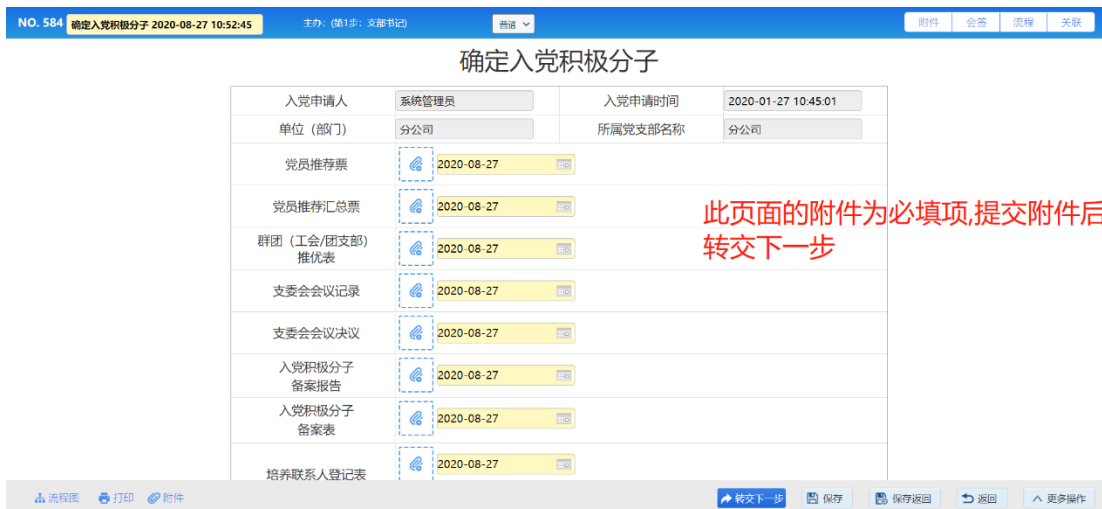 NO. 584 确定入党积极分子 2020-08-27 10:52:45 主办: (第1步: 支部书记) 普通 附件 会签 流程 关联
确定入党积极分子
入党申请人 系统管理员 入党申请时间 2020-01-27 10:45:01
单位（部门） 分公司 所属党支部名称 分公司
党员推荐票 2020-08-27
党员推荐汇总票 2020-08-27
此页面的附件为必填项,提交附件后
转交下一步
群团（工会/团支部）
推优表 2020-08-27
支委会会议记录 2020-08-27
支委会会议决议 2020-08-27
入党积极分子
备案报告 2020-08-27
入党积极分子
备案表 2020-08-27
培养联系人登记表 2020-08-27
流程图 打印 附件 转交下一步 保存 保存返回 返回 更多操作